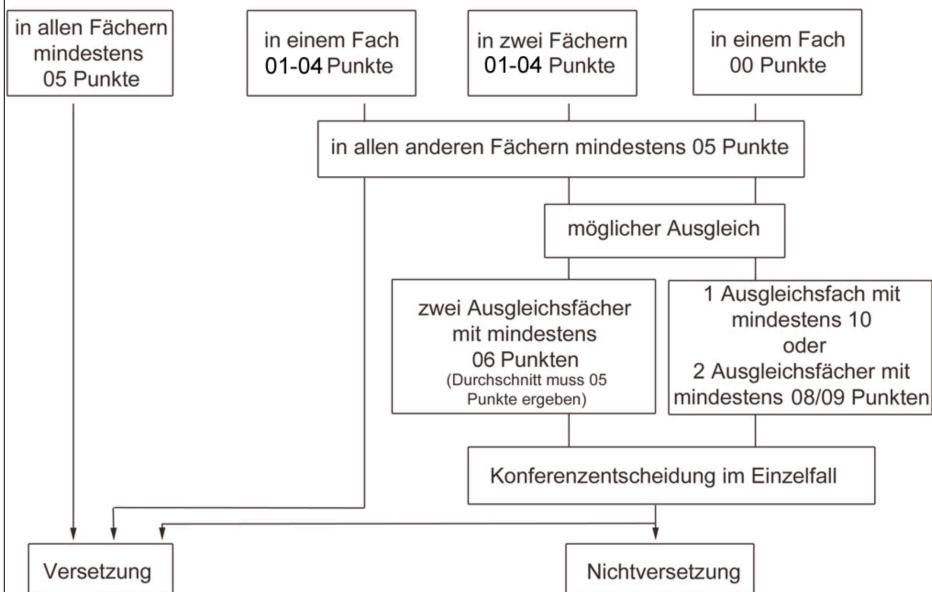 in allen Fächern
mindestens
05 Punkte
in einem Fach
01-04 Punkte
in zwei Fächern
01-04 Punkte
in einem Fach
00 Punkte
in allen anderen Fächern mindestens 05 Punkte
möglicher Ausgleich
zwei Ausgleichsfächer
mit mindestens
06 Punkten
(Durchschnitt muss 05
Punkte ergeben)
1 Ausgleichsfach mit
mindestens 10
oder
2 Ausgleichsfächer mit
mindestens 08/09 Punkten
Konferenzentscheidung im Einzelfall
Versetzung
Nichtversetzung